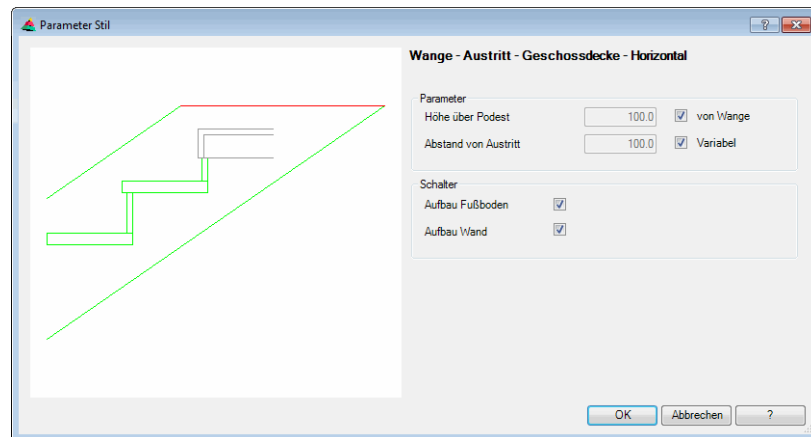 Parameter Stil
?
Wange - Austritt - Geschossdecke - Horizontal
Parameter
Höhe über Podest 100.0 von Wange
Abstand von Austritt 100.0 Variabel
Schalter
Aufbau Fußboden
Aufbau Wand
OK Abbrechen ?